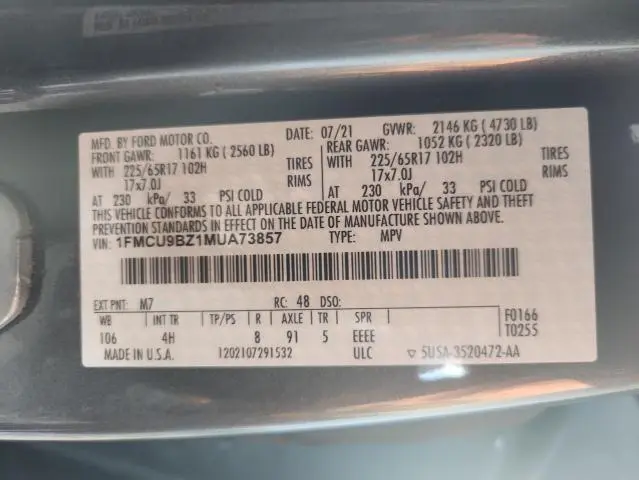 MFD. BY FORD MOTOR CO. DATE: 07/21 GVWR: 2146 KG ( 4730 LB)
FRONT GAWR: 1161 KG ( 2560 LB) REAR GAWR: 1052 KG ( 2320 LB)
WITH 225/65R17 102H TIRES WITH 225/65R17 102H TIRES
17x7.0J RIMS 17x7.0J RIMS
AT 230 kPa/ 33 PSI COLD AT 230 kPa/ 33 PSI COLD
THIS VEHICLE CONFORMS TO ALL APPLICABLE FEDERAL MOTOR VEHICLE SAFETY AND THEFT
PREVENTION STANDARDS IN EFFECT ON THE DATE OF MANUFACTURE SHOWN ABOVE.
VIN: 1FMCU9BZ1MUA73857 TYPE: MPV
EXT PNT: M7 RC: 48 DSO:
WB INT TR TP/PS R AXLE TR SPR F0166
106 4H 8 91 5 EEEE T0255
MADE IN U.S.A. 1202107291532 ULC ▽ 5USA-3520472-AA